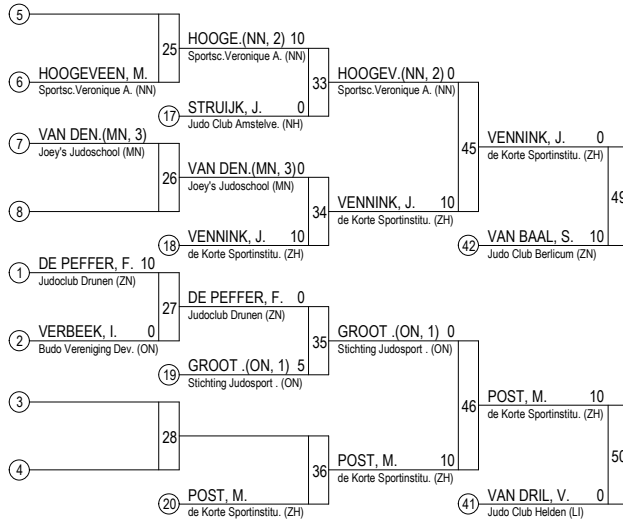 5
25
HOOGE.(NN, 2) 10
Sportsc.Veronique A. (NN)
6
HOOGEVEEN, M.
Sportsc.Veronique A. (NN)
33
HOOGEV.(NN, 2) 0
Sportsc.Veronique A. (NN)
17
STRUIJK, J. 0
Judo Club Amstelve. (NH)
7
VAN DEN.(MN, 3)
Joey's Judoschool (MN)
45
VENNINK, J. 0
de Korte Sportinstitu. (ZH)
26
VAN DEN.(MN, 3) 0
Joey's Judoschool (MN)
49
8
34
VENNINK, J. 10
de Korte Sportinstitu. (ZH)
18
VENNINK, J. 10
de Korte Sportinstitu. (ZH)
42
VAN BAAL, S. 10
Judo Club Berlicum (ZN)
1
DE PEFFER, F. 10
Judoclub Drunen (ZN)
27
DE PEFFER, F. 0
Judoclub Drunen (ZN)
2
VERBEEK, I. 0
Budo Vereniging Dev. (ON)
35
GROOT .(ON, 1) 0
Stichting Judosport . (ON)
19
GROOT .(ON, 1) 5
Stichting Judosport . (ON)
3
46
POST, M. 10
de Korte Sportinstitu. (ZH)
28
50
4
36
POST, M. 10
de Korte Sportinstitu. (ZH)
20
POST, M.
de Korte Sportinstitu. (ZH)
41
VAN DRIL, V. 0
Judo Club Helden (LI)